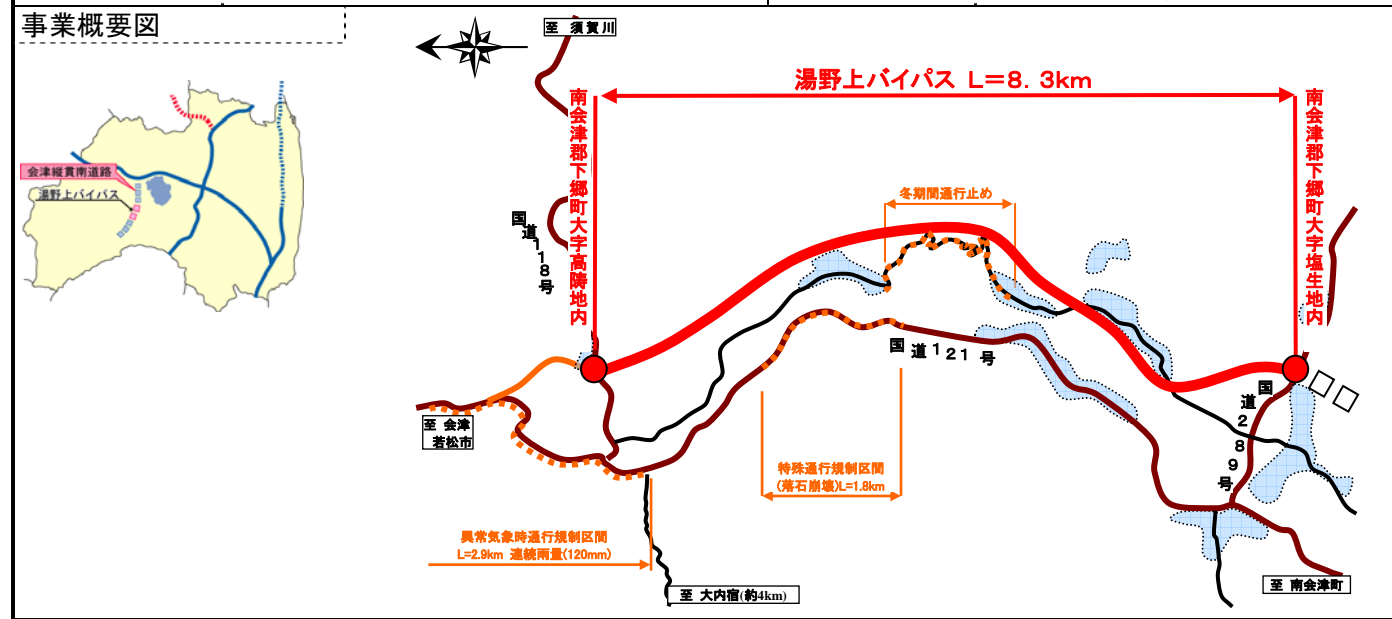 事業概要図
至 須賀川
湯野上バイパス L=8.3km
南会津郡下郷町大字高陦地内
南会津郡下郷町大字塩生地内
会津縦貫南道路
湯野上バイパス
冬期間通行止め
国道118号
国道121号
国道289号
至 会津
若松市
特殊通行規制区間
(落石崩壊)L=1.8km
異常気象時通行規制区間
L=2.9km 連続雨量(120mm)
至 大内宿(約4km)
至 南会津町